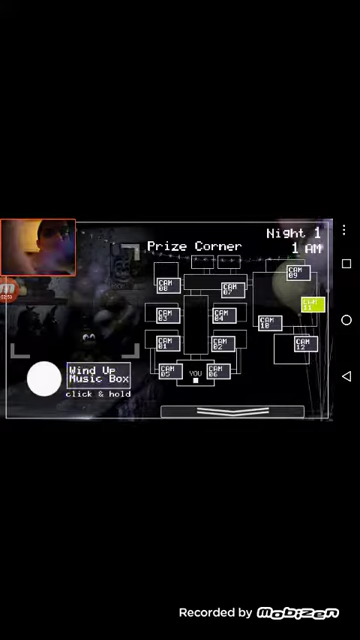 Night 1
1 AM
Prize Corner
CAM 09
CAM 08
CAM 07
CAM 11
CAM 03
CAM 04
CAM 10
CAM 01
CAM 02
CAM 12
CAM 05
YOU
CAM 06
Wind Up
Music Box
click & hold
Recorded by mobizen